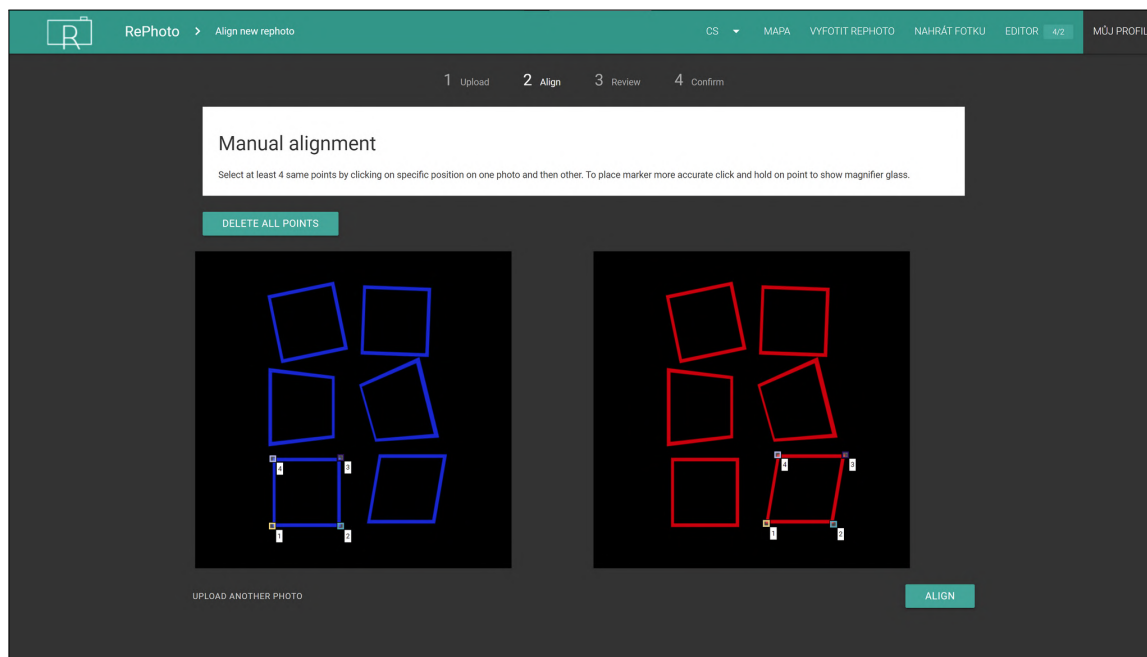 R RePhoto > Align new rephoto CS MAPA VYFOTIT REPHOTO NAHRÁT FOTKU EDITOR 4/2 MŮJ PROFIL
1 Upload 2 Align 3 Review 4 Confirm
Manual alignment
Select at least 4 same points by clicking on specific position on one photo and then other. To place marker more accurate click and hold on point to show magnifier glass.
DELETE ALL POINTS
4 3 4 3
1 2 1 2
UPLOAD ANOTHER PHOTO ALIGN